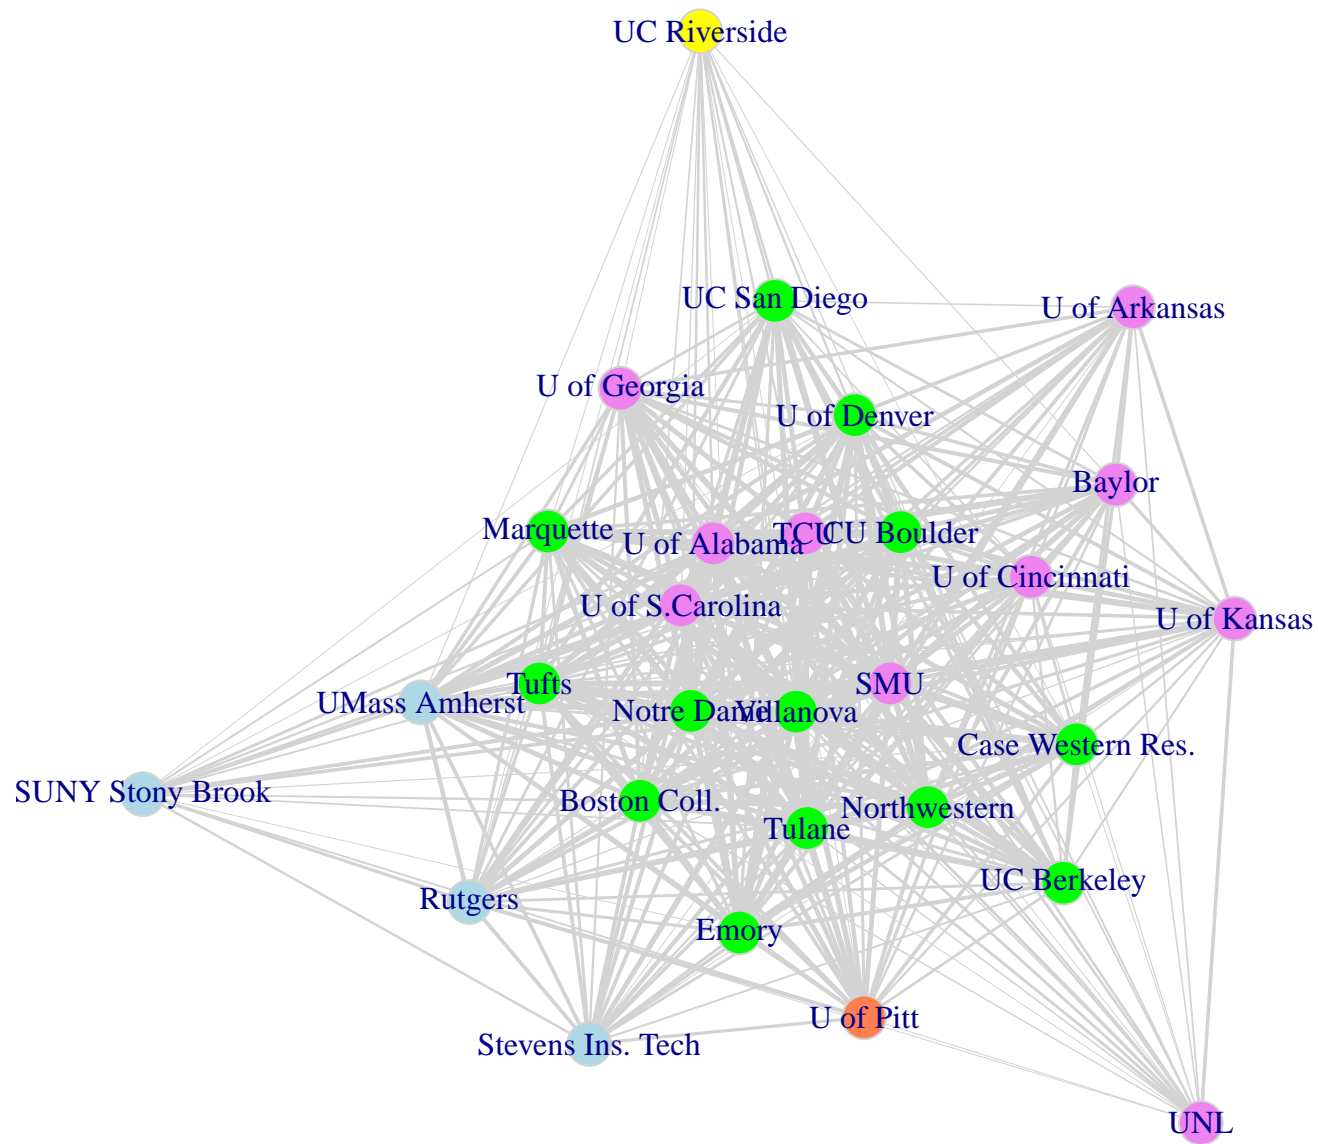 UC Riverside
UC San Diego
U of Arkansas
U of Georgia
U of Denver
Baylor
Marquette
U of Alabama
TCU
CU Boulder
U of Cincinnati
U of S.Carolina
U of Kansas
Tufts
SMU
UMass Amherst
Notre Dame
Villanova
Case Western Res.
SUNY Stony Brook
Boston Coll.
Northwestern
Tulane
UC Berkeley
Rutgers
Emory
U of Pitt
Stevens Ins. Tech
UNL